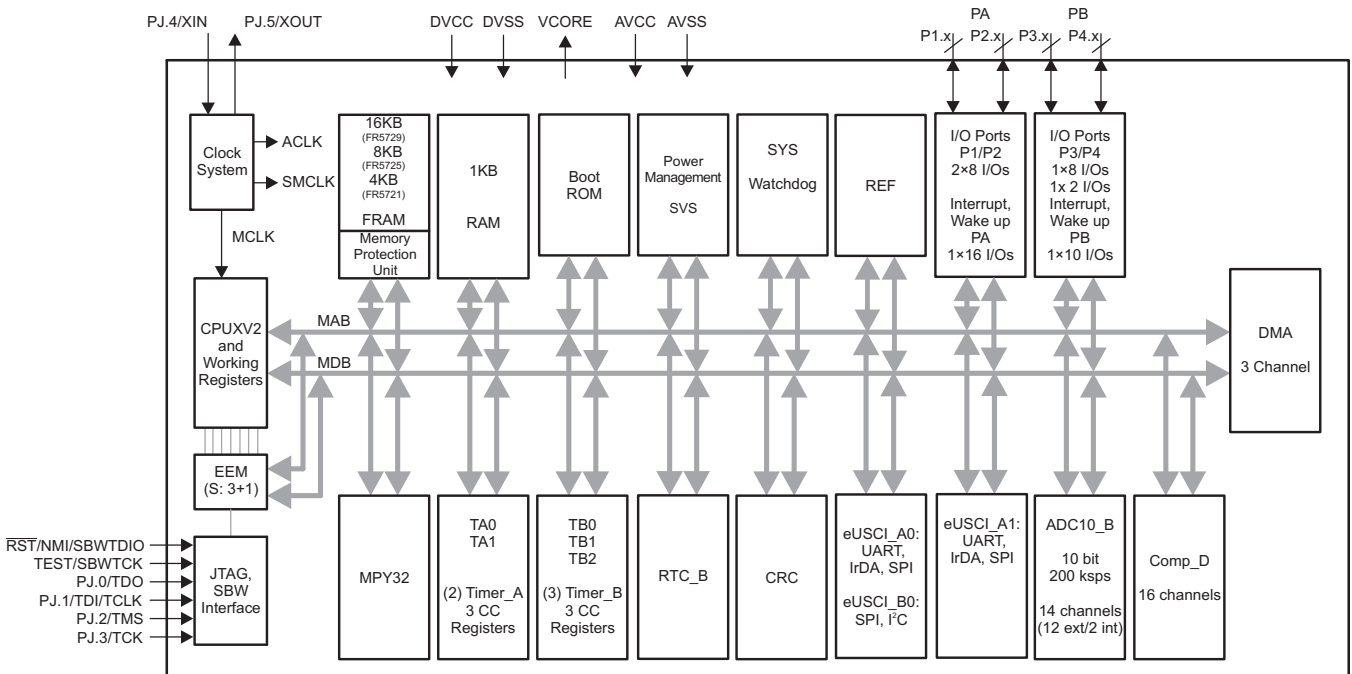 PJ.4/XIN
PJ.5/XOUT
DVCC
DVSS
VCORE
AVCC
AVSS
PA
P1.x
P2.x
PB
P3.x
P4.x
Clock
System
ACLK
SMCLK
MCLK
16KB
(FR5729)
8KB
(FR5725)
4KB
(FR5721)
FRAM
Memory
Protection
Unit
1KB
RAM
Boot
ROM
Power
Management
SVS
SYS
Watchdog
REF
I/O Ports
P1/P2
2×8 I/Os
Interrupt,
Wake up
PA
1×16 I/Os
I/O Ports
P3/P4
1×8 I/Os
1x 2 I/Os
Interrupt,
Wake up
PB
1×10 I/Os
CPUXV2
and
Working
Registers
MAB
MDB
DMA
3 Channel
EEM
(S: 3+1)
RST/NMI/SBWTDIO
TEST/SBWTCK
PJ.0/TDO
PJ.1/TDI/TCLK
PJ.2/TMS
PJ.3/TCK
JTAG,
SBW
Interface
MPY32
TA0
TA1
(2) Timer_A
3 CC
Registers
TB0
TB1
TB2
(3) Timer_B
3 CC
Registers
RTC_B
CRC
eUSCI_A0:
UART,
IrDA, SPI
eUSCI_B0:
SPI, I²C
eUSCI_A1:
UART,
IrDA, SPI
ADC10_B
10 bit
200 ksps
14 channels
(12 ext/2 int)
Comp_D
16 channels